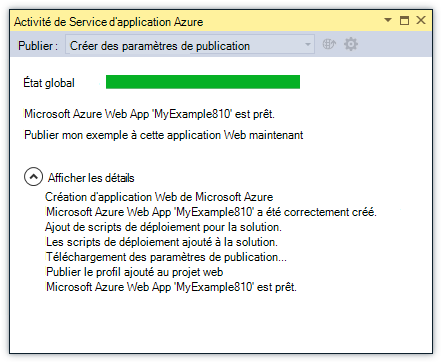 Activité de Service d'application Azure
Publier : Créer des paramètres de publication
État global
Microsoft Azure Web App 'MyExample810' est prêt.
Publier mon exemple à cette application Web maintenant
Afficher les détails
Création d'application Web de Microsoft Azure
Microsoft Azure Web App 'MyExample810' a été correctement créé.
Ajout de scripts de déploiement pour la solution.
Les scripts de déploiement ajouté à la solution.
Téléchargement des paramètres de publication...
Publier le profil ajouté au projet web
Microsoft Azure Web App 'MyExample810' est prêt.